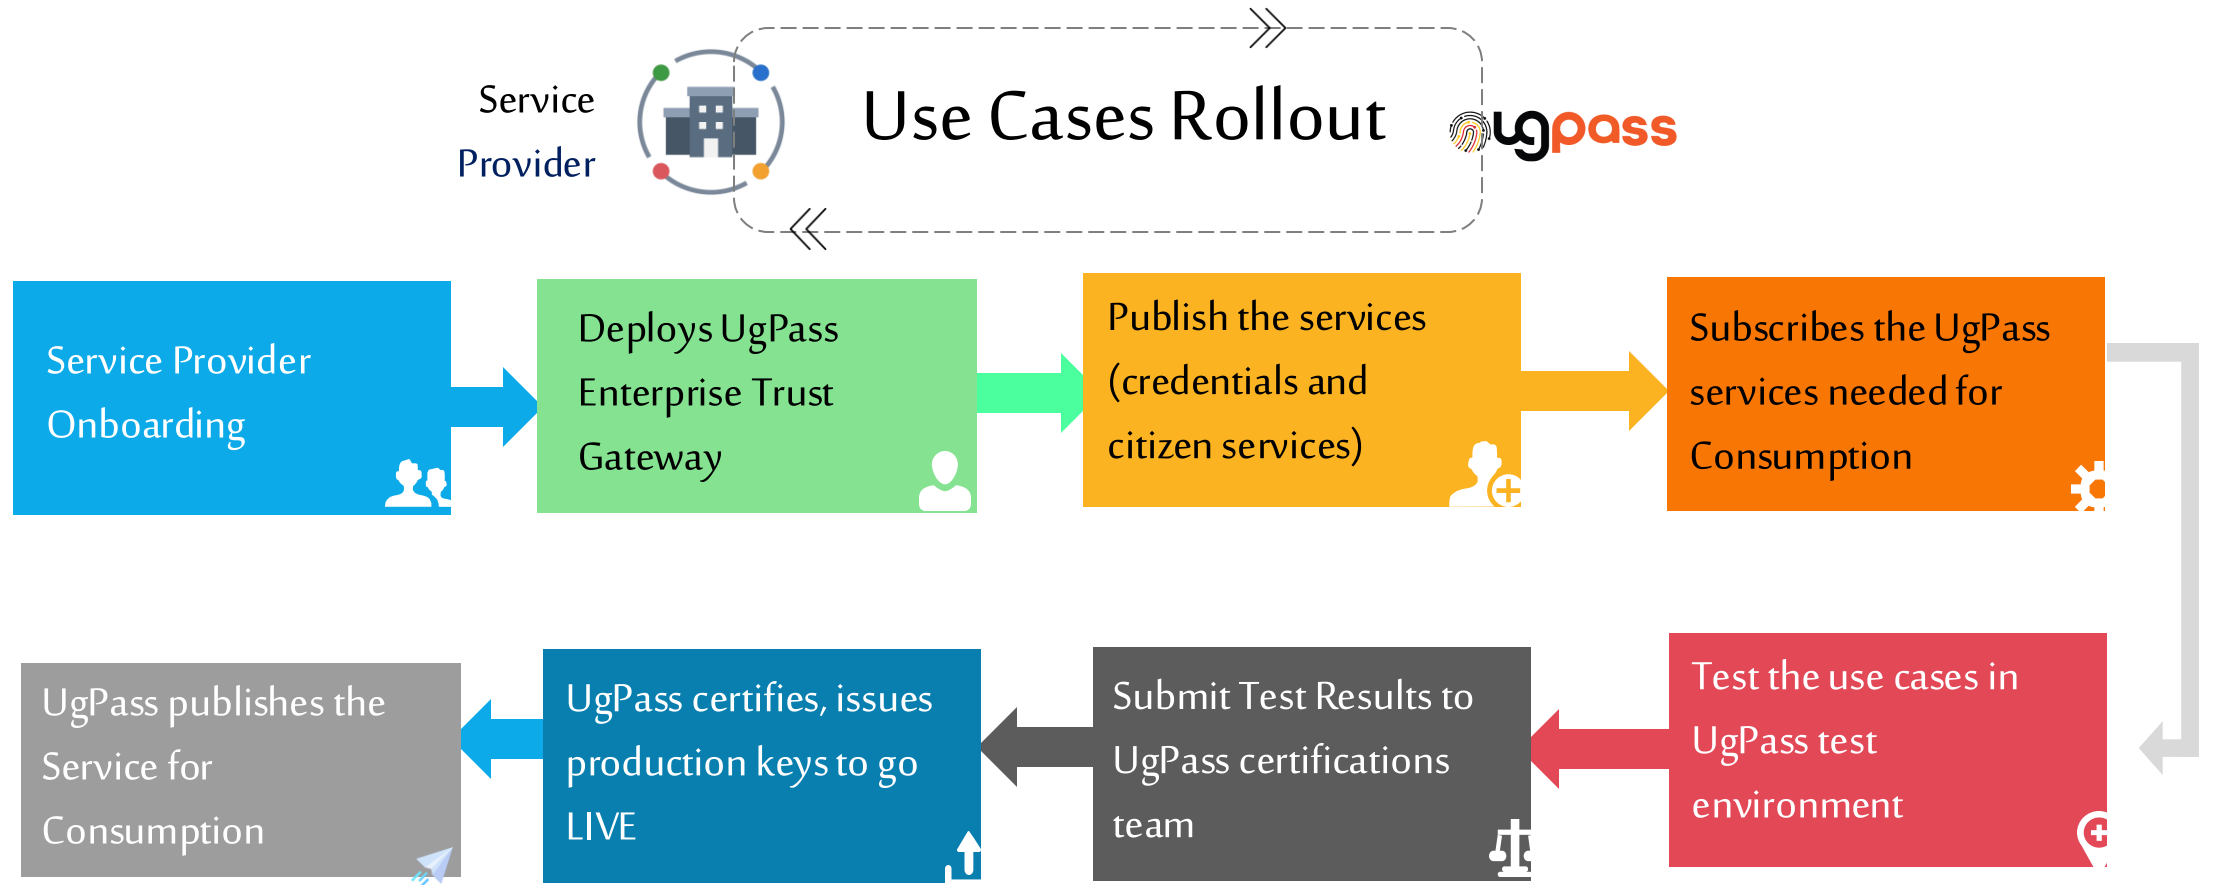 Service
Provider
Use Cases Rollout
ugpass
Service Provider
Onboarding
Deploys UgPass
Enterprise Trust
Gateway
Publish the services
(credentials and
citizen services)
Subscribes the UgPass
services needed for
Consumption
Test the use cases in
UgPass test
environment
Submit Test Results to
UgPass certifications
team
UgPass certifies, issues
production keys to go
LIVE
UgPass publishes the
Service for
Consumption